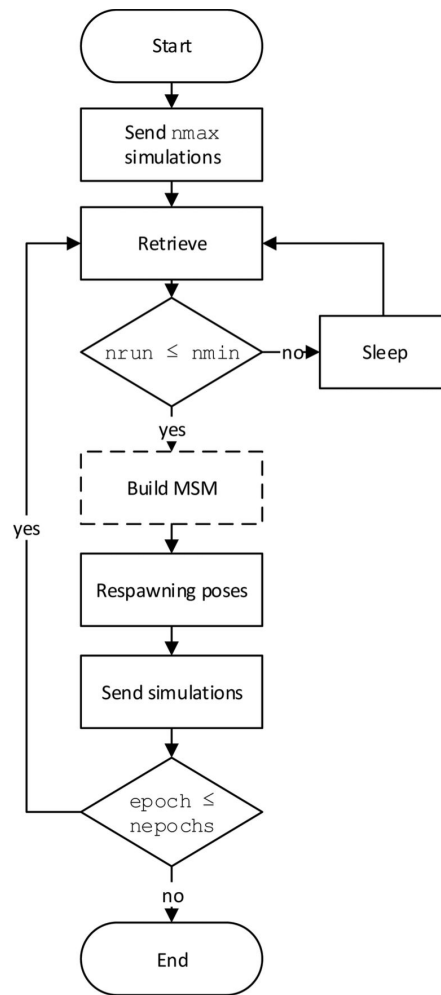 Start
Send nmax
simulations
Retrieve
nrun ≤ nmin
no
Sleep
yes
Build MSM
yes
Respawning poses
Send simulations
epoch ≤
nepochs
no
End